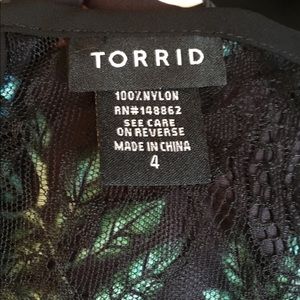 TORRID
100%NYLON
RN#148862
SEE CARE
ON REVERSE
MADE IN CHINA
4